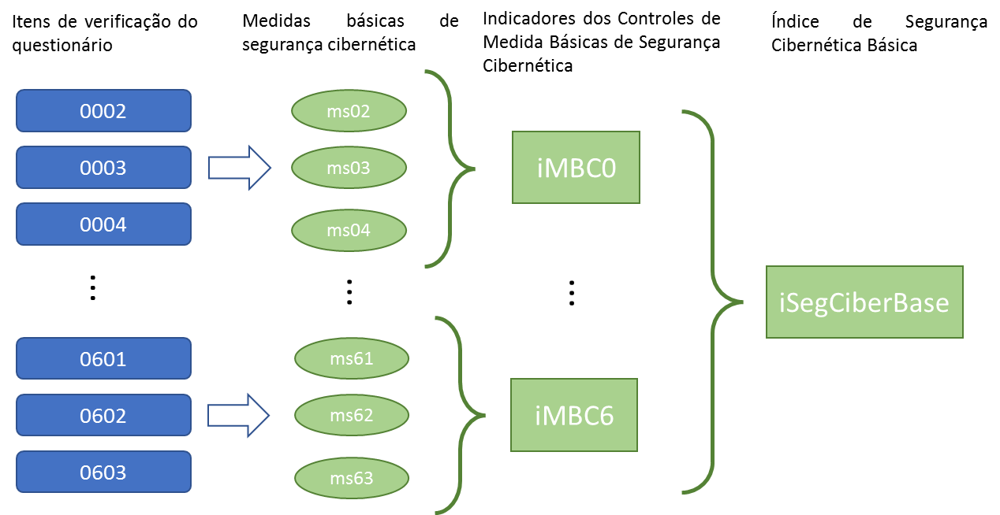 Itens de verificação do
questionário
Medidas básicas de
segurança cibernética
Indicadores dos Controles de
Medida Básicas de Segurança
Cibernética
Índice de Segurança
Cibernética Básica
0002
0003
0004
0601
0602
0603
ms02
ms03
ms04
ms61
ms62
ms63
iMBC0
iMBC6
iSegCiberBase